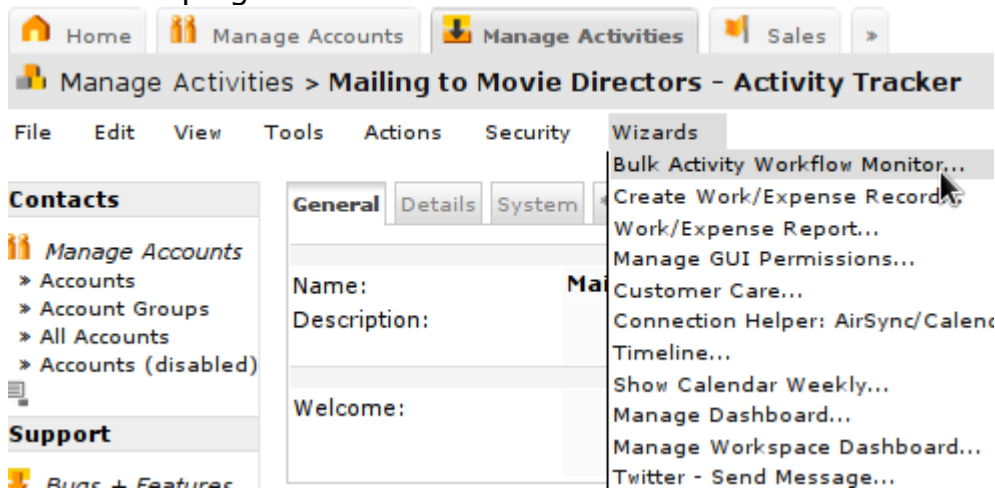 Home Manage Accounts Manage Activities Sales »
Manage Activities > Mailing to Movie Directors - Activity Tracker
File Edit View Tools Actions Security Wizards
Bulk Activity Workflow Monitor...
Create Work/Expense Record
Work/Expense Report...
Manage GUI Permissions...
Customer Care...
Connection Helper: AirSync/Calend
Timeline...
Show Calendar Weekly...
Manage Dashboard...
Manage Workspace Dashboard...
Twitter - Send Message...
Contacts
Manage Accounts
» Accounts
» Account Groups
» All Accounts
» Accounts (disabled)
Support
Bugs + Features
General Details System
Name: Mai
Description:
Welcome: